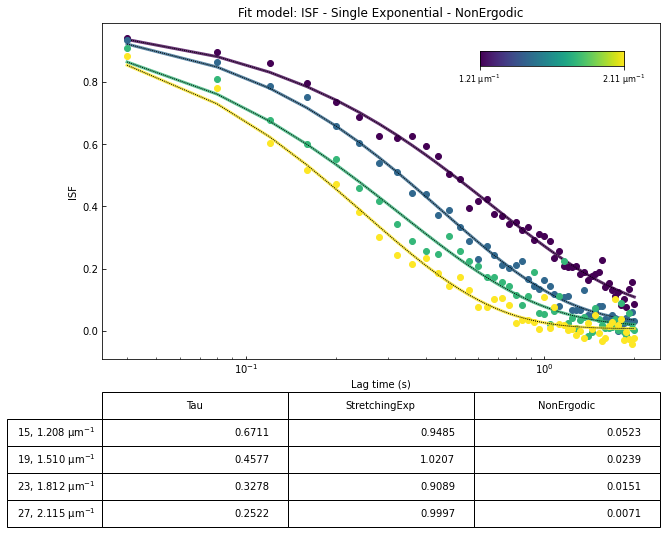 Fit model: ISF - Single Exponential - NonErgodic
0.8
0.6
0.4
0.2
0.0
ISF
1.21 μm⁻¹ 2.11 μm⁻¹
10⁻¹ 10⁰
Lag time (s)
Tau StretchingExp NonErgodic
15, 1.208 μm⁻¹ 0.6711 0.9485 0.0523
19, 1.510 μm⁻¹ 0.4577 1.0207 0.0239
23, 1.812 μm⁻¹ 0.3278 0.9089 0.0151
27, 2.115 μm⁻¹ 0.2522 0.9997 0.0071